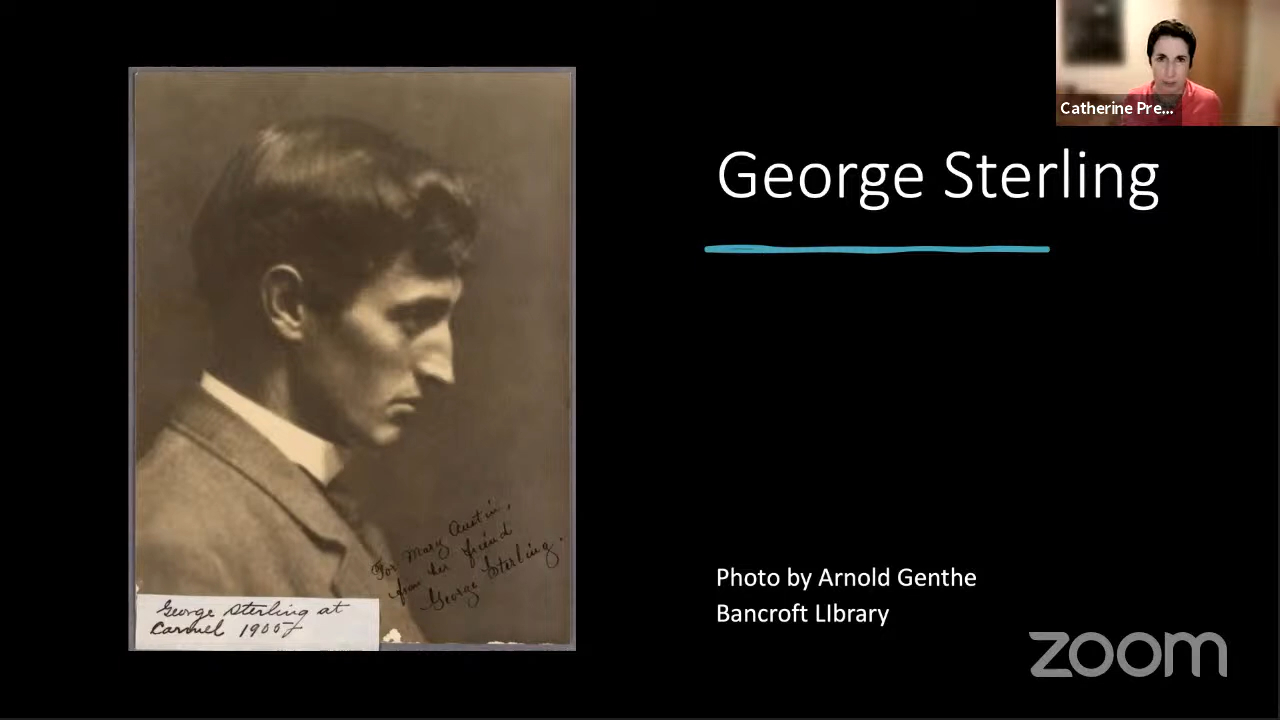 Catherine Pre...
George Sterling
For Mary Austin,
from her friend
George Sterling.
George Sterling at
Carmel 1905
Photo by Arnold Genthe
Bancroft LIbrary
zoom